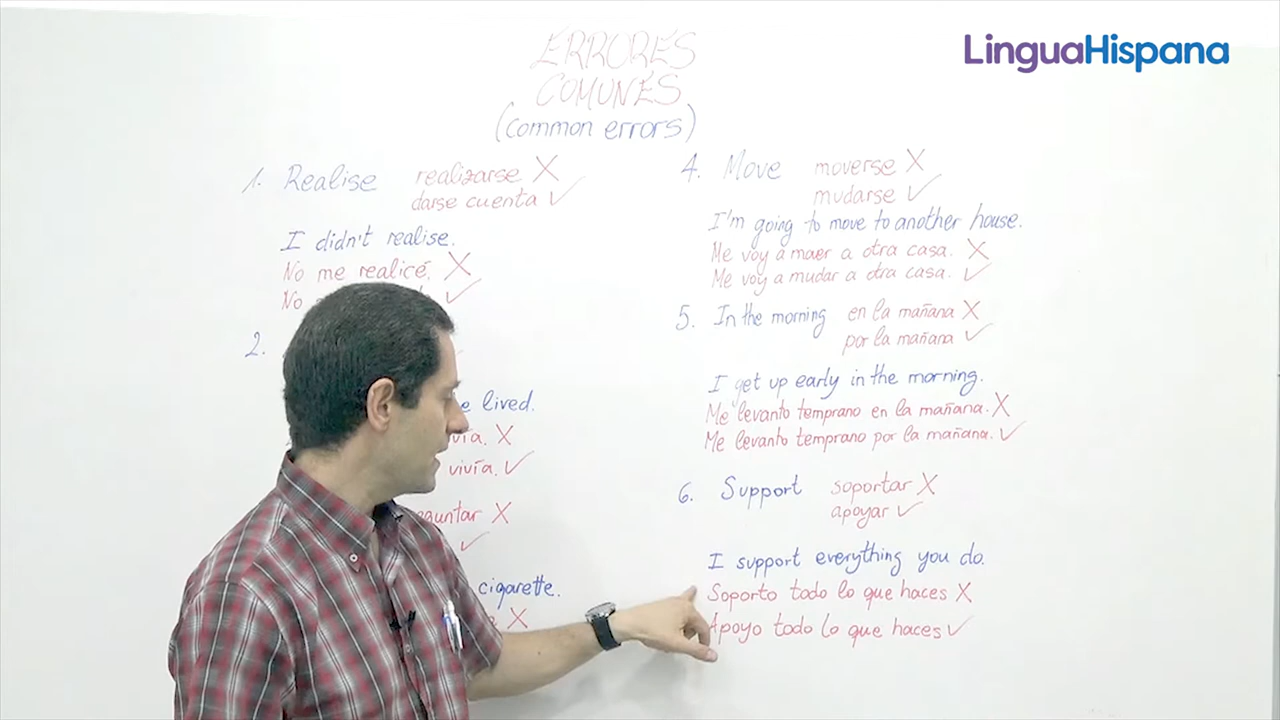 LinguaHispana
ERRORES
COMUNES
(common errors)
1. Realise realizarse X
darse cuenta ✓
I didn't realise.
No me realicé. X
No ✓
2.
lived.
X
vivía. ✓
X
✓
cigarette.
X
4. Move moverse X
mudarse ✓
I'm going to move to another house.
Me voy a mover a otra casa. X
Me voy a mudar a otra casa. ✓
5. In the morning en la mañana X
por la mañana ✓
I get up early in the morning.
Me levanto temprano en la mañana. X
Me levanto temprano por la mañana. ✓
6. Support soportar X
apoyar ✓
I support everything you do.
Soporto todo lo que haces X
Apoyo todo lo que haces ✓